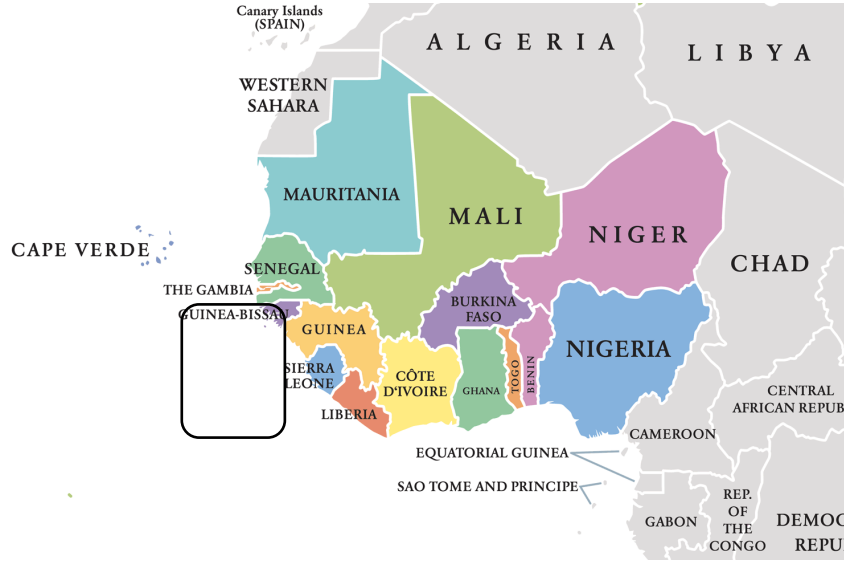 Canary Islands
(SPAIN)
ALGERIA
LIBYA
WESTERN
SAHARA
MAURITANIA
MALI
NIGER
CHAD
CAPE VERDE
SENEGAL
THE GAMBIA
GUINEA-BISSAU
GUINEA
BURKINA
FASO
NIGERIA
SIERRA
LEONE
LIBERIA
CÔTE
D'IVOIRE
GHANA
TOGO
BENIN
CENTRAL
AFRICAN REPUB
CAMEROON
EQUATORIAL GUINEA
SAO TOME AND PRINCIPE
GABON
REP.
OF
THE
CONGO
DEMOC
REPU